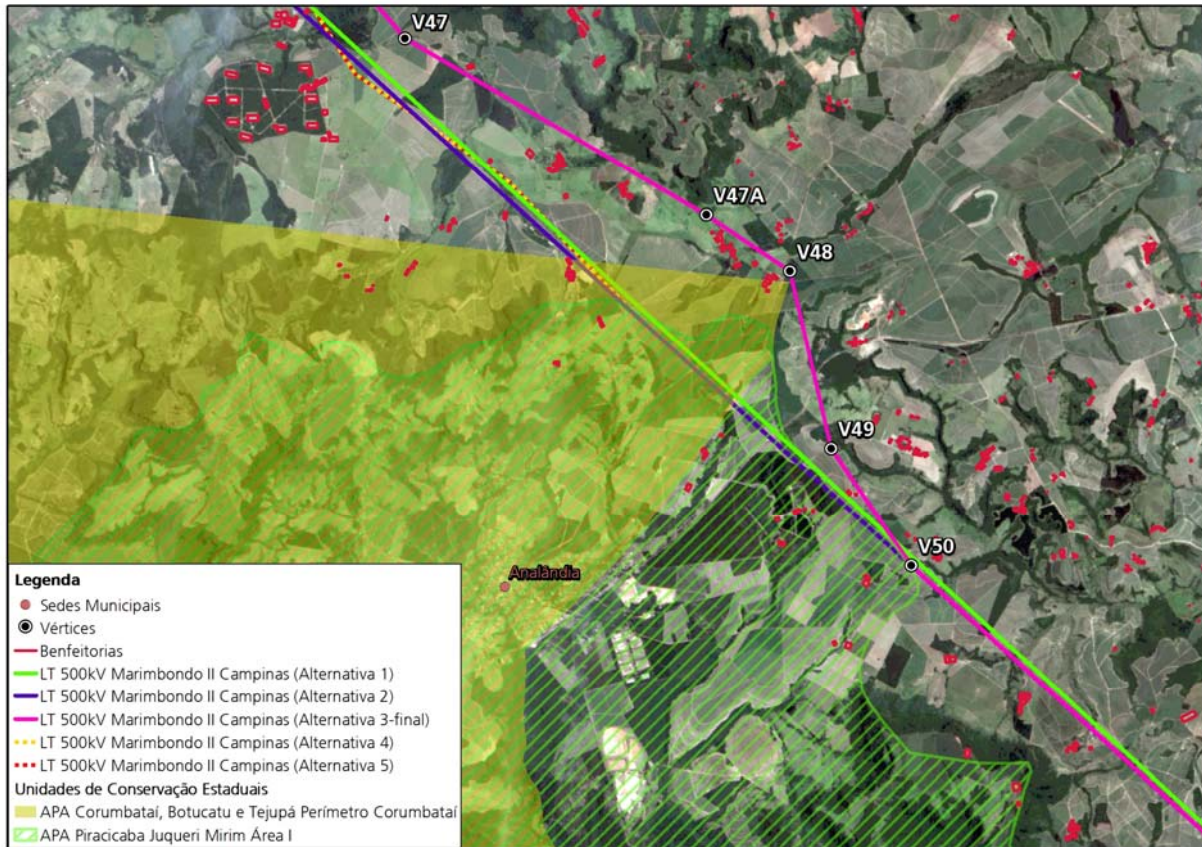 V47
V47A
V48
V49
V50
Analândia
Legenda
Sedes Municipais
Vértices
Benfeitorias
LT 500kV Marimbondo II Campinas (Alternativa 1)
LT 500kV Marimbondo II Campinas (Alternativa 2)
LT 500kV Marimbondo II Campinas (Alternativa 3-final)
LT 500kV Marimbondo II Campinas (Alternativa 4)
LT 500kV Marimbondo II Campinas (Alternativa 5)
Unidades de Conservação Estaduais
APA Corumbataí, Botucatu e Tejupá Perímetro Corumbataí
APA Piracicaba Juqueri Mirim Área I